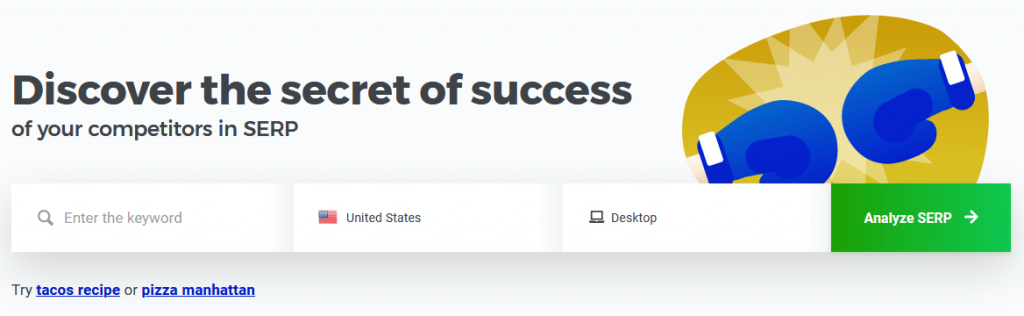 Discover the secret of success
of your competitors in SERP
Enter the keyword
United States
Desktop
Analyze SERP
Try tacos recipe or pizza manhattan